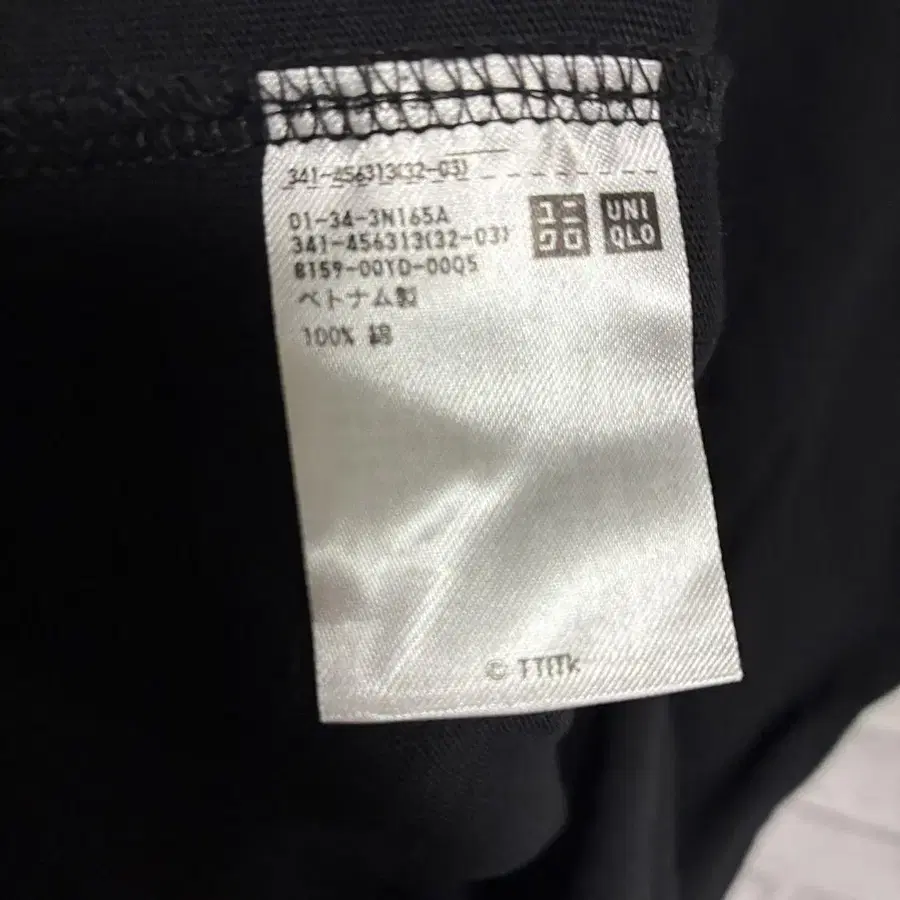 341-456313(32-03)
01-34-3N165A
341-456313(32-03)
8159-00YD-00Q5
ベトナム製
100% 綿
ユニ
クロ
UNI
QLO
© TTITk